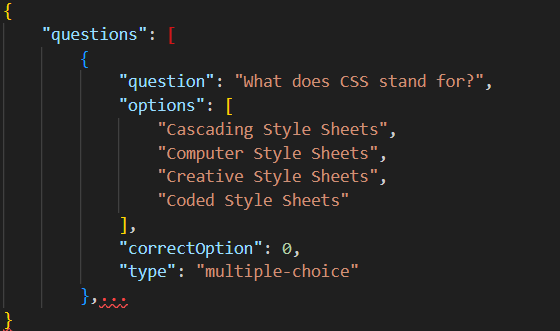 {
"questions": [
{
"question": "What does CSS stand for?",
"options": [
"Cascading Style Sheets",
"Computer Style Sheets",
"Creative Style Sheets",
"Coded Style Sheets"
],
"correctOption": 0,
"type": "multiple-choice"
},...
}